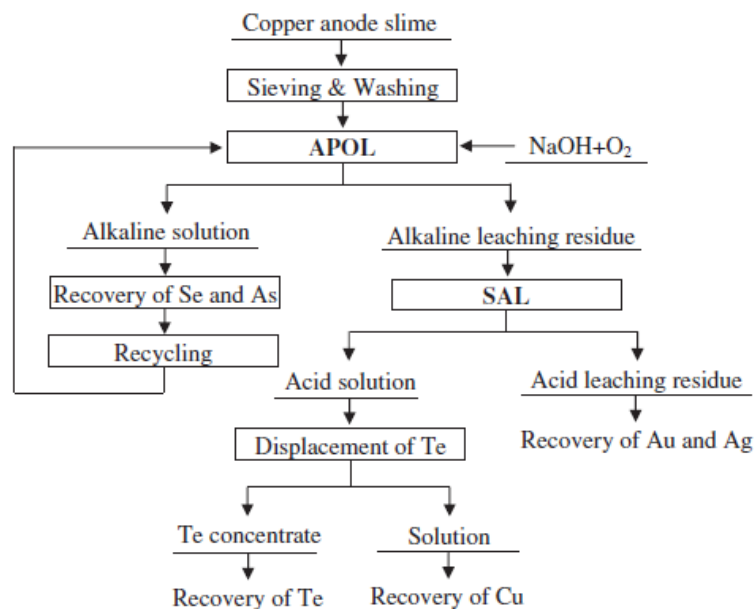 Copper anode slime
Sieving & Washing
APOL
NaOH+O₂
Alkaline solution
Alkaline leaching residue
Recovery of Se and As
SAL
Recycling
Acid solution
Acid leaching residue
Displacement of Te
Recovery of Au and Ag
Te concentrate
Solution
Recovery of Te
Recovery of Cu